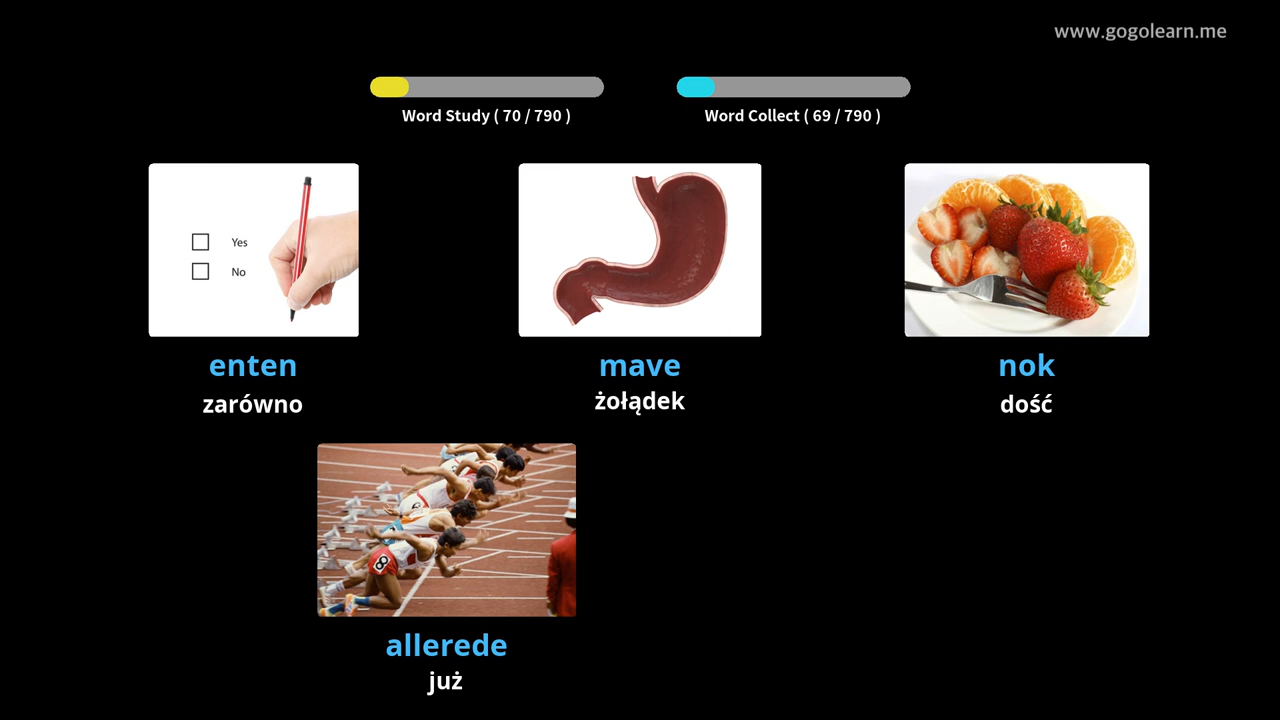 www.gogolearn.me
Word Study ( 70 / 790 )
Word Collect ( 69 / 790 )
Yes
No
enten
zarówno
mave
żołądek
nok
dość
8
allerede
już